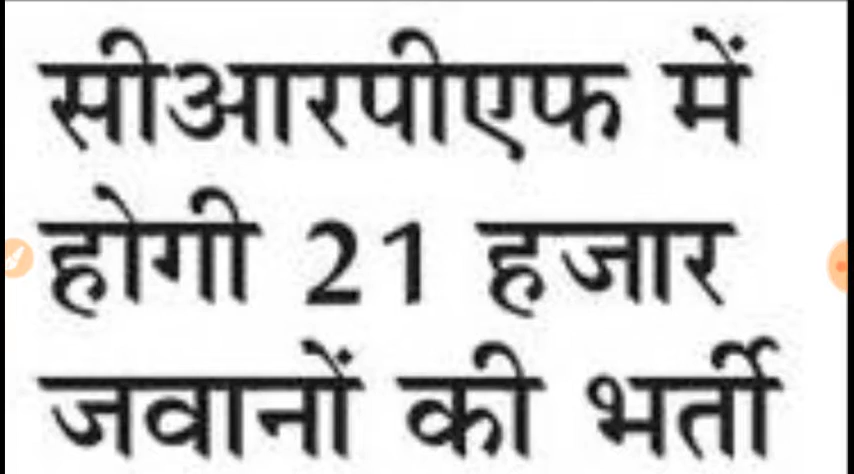 सीआरपीएफ में
होगी 21 हजार
जवानों की भर्ती